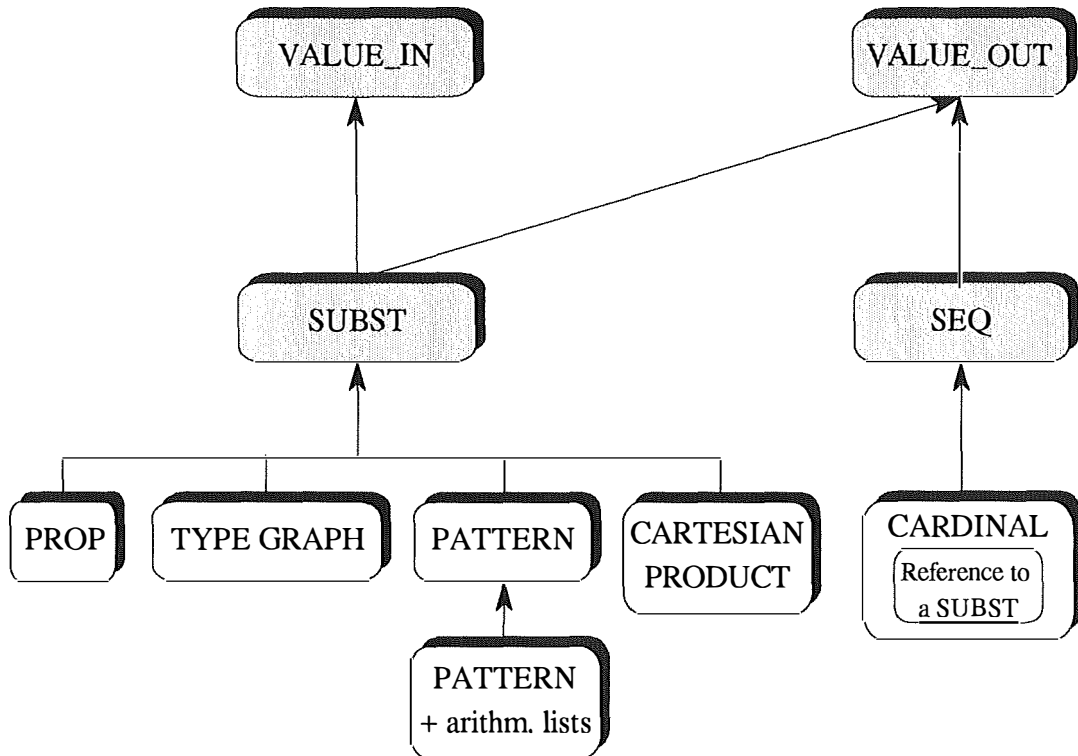 VALUE_IN
VALUE_OUT
SUBST
SEQ
PROP
TYPE GRAPH
PATTERN
CARTESIAN
PRODUCT
CARDINAL
Reference to
a SUBST
PATTERN
+ arithm. lists